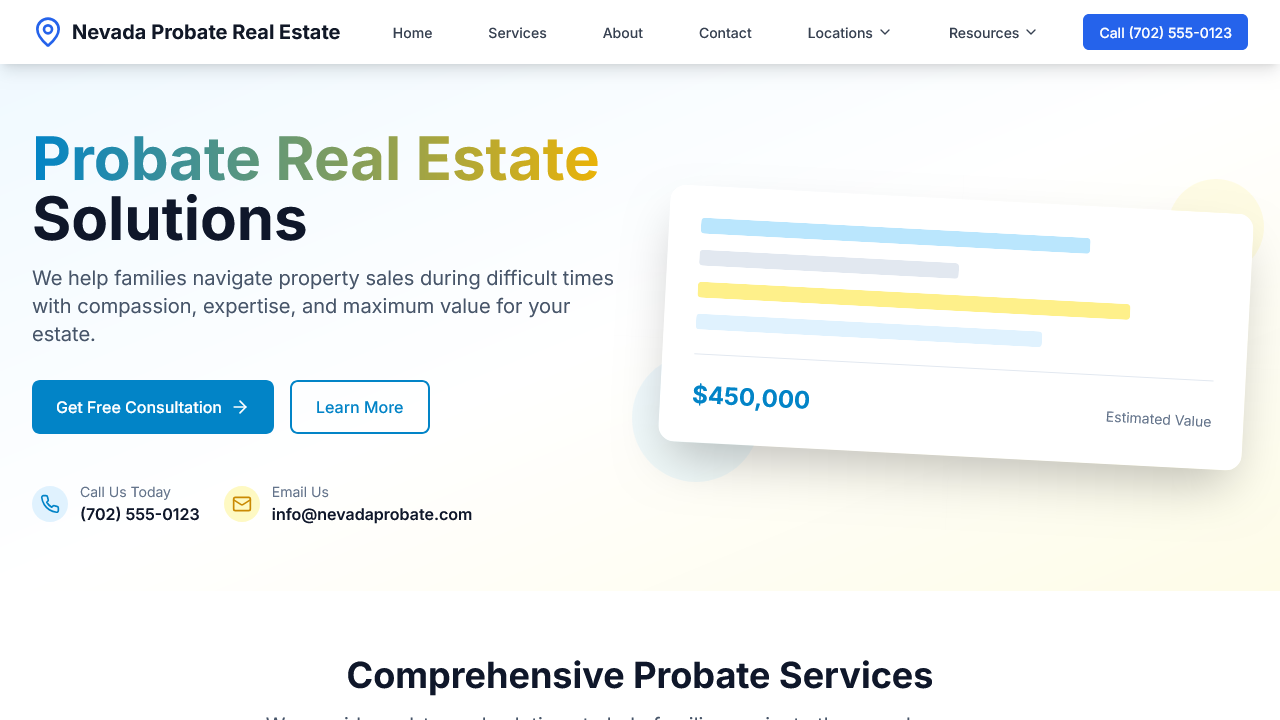 Nevada Probate Real Estate
Home
Services
About
Contact
Locations
Resources
Call (702) 555-0123
Probate Real Estate
Solutions
We help families navigate property sales during difficult times
with compassion, expertise, and maximum value for your
estate.
Get Free Consultation
Learn More
$450,000
Estimated Value
Call Us Today
(702) 555-0123
Email Us
info@nevadaprobate.com
Comprehensive Probate Services